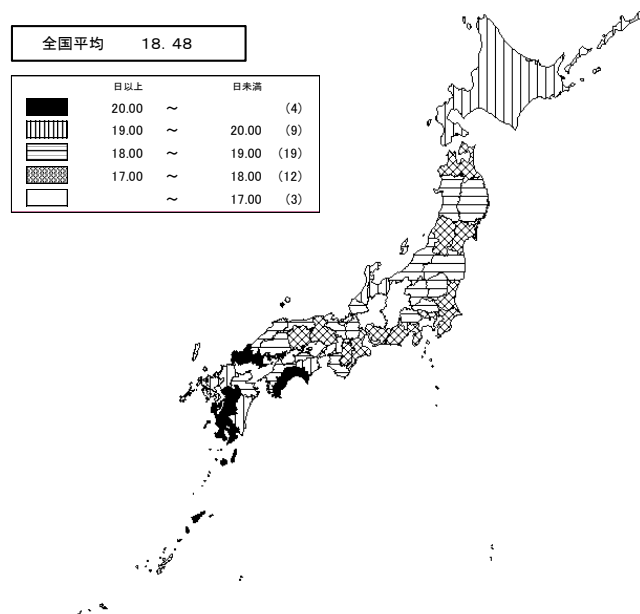 全国平均 18.48
日以上 日未満
20.00 ～ (4)
19.00 ～ 20.00 (9)
18.00 ～ 19.00 (19)
17.00 ～ 18.00 (12)
～ 17.00 (3)